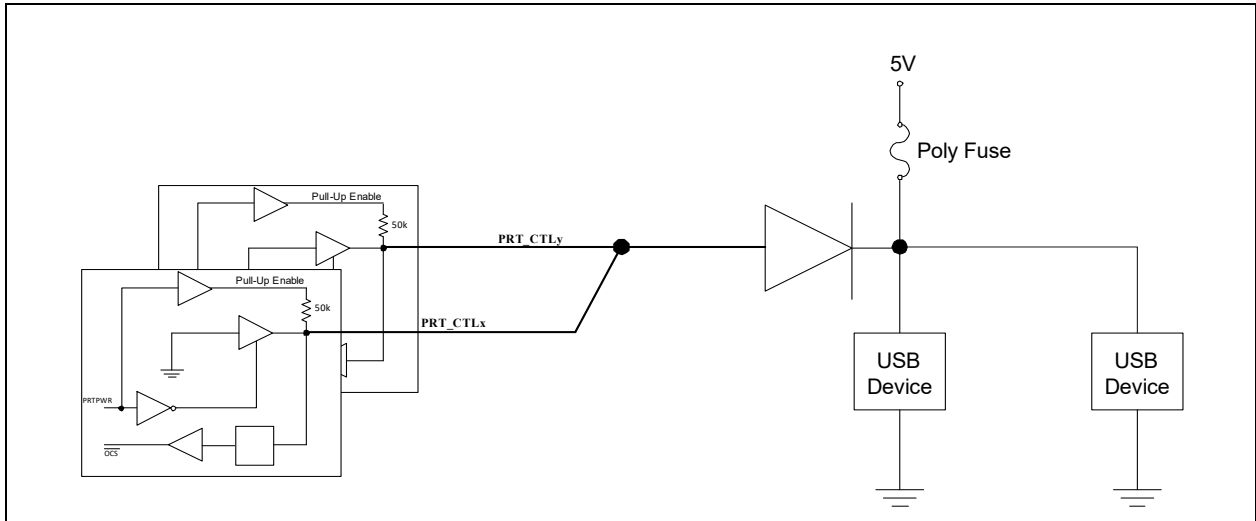 5V
Poly Fuse
Pull-Up Enable
50k
PRT_CTLy
Pull-Up Enable
50k
PRT_CTLx
PRTPWR
OCS
USB
Device
USB
Device